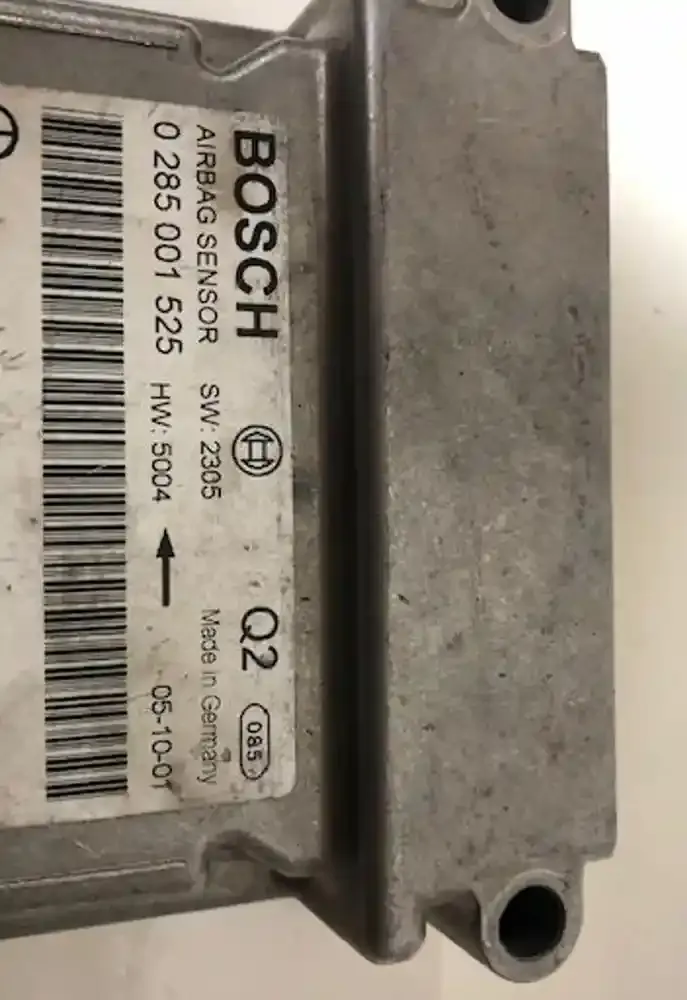 BOSCH Q2 085
AIRBAG SENSOR SW: 2305 Made in Germany
0 285 001 525 HW: 5004 05-10-01